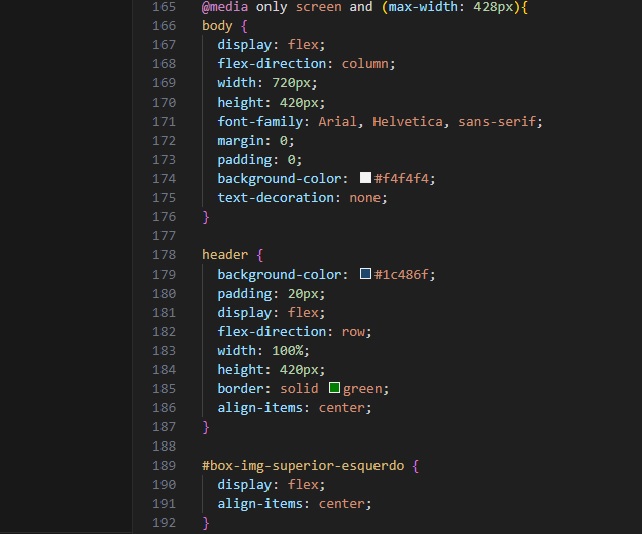 165 @media only screen and (max-width: 428px){
166 body {
167 display: flex;
168 flex-direction: column;
169 width: 720px;
170 height: 420px;
171 font-family: Arial, Helvetica, sans-serif;
172 margin: 0;
173 padding: 0;
174 background-color: #f4f4f4;
175 text-decoration: none;
176 }
177
178 header {
179 background-color: #1c486f;
180 padding: 20px;
181 display: flex;
182 flex-direction: row;
183 width: 100%;
184 height: 420px;
185 border: solid green;
186 align-items: center;
187 }
188
189 #box-img-superior-esquerdo {
190 display: flex;
191 align-items: center;
192 }